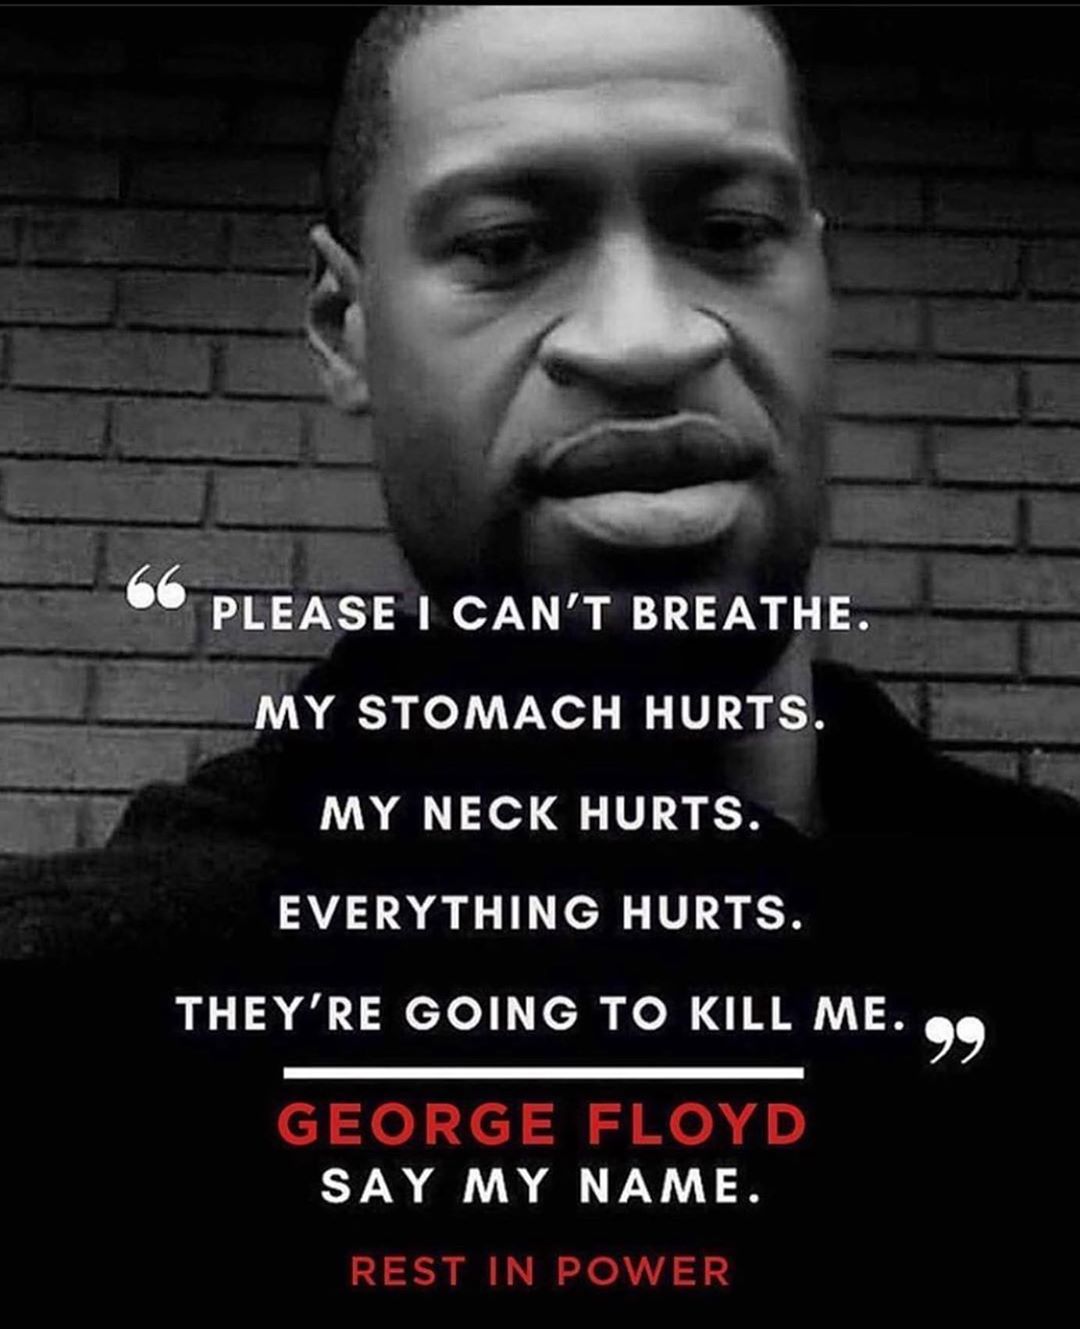 “ PLEASE I CAN’T BREATHE.
MY STOMACH HURTS.
MY NECK HURTS.
EVERYTHING HURTS.
THEY’RE GOING TO KILL ME. ”
GEORGE FLOYD
SAY MY NAME.
REST IN POWER